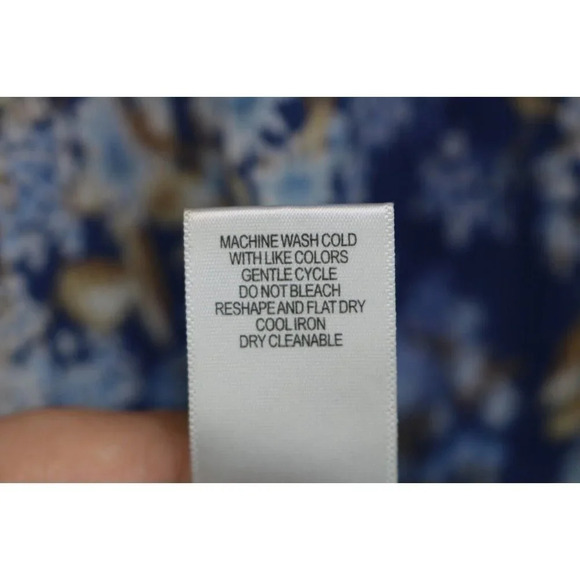 MACHINE WASH COLD
WITH LIKE COLORS
GENTLE CYCLE
DO NOT BLEACH
RESHAPE AND FLAT DRY
COOL IRON
DRY CLEANABLE